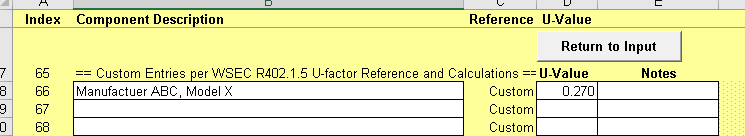 A B C D E
Index Component Description Reference U-Value
Return to Input
7 65 == Custom Entries per WSEC R402.1.5 U-factor Reference and Calculations == U-Value Notes
8 66 Manufactuer ABC, Model X Custom 0.270
9 67 Custom
0 68 Custom